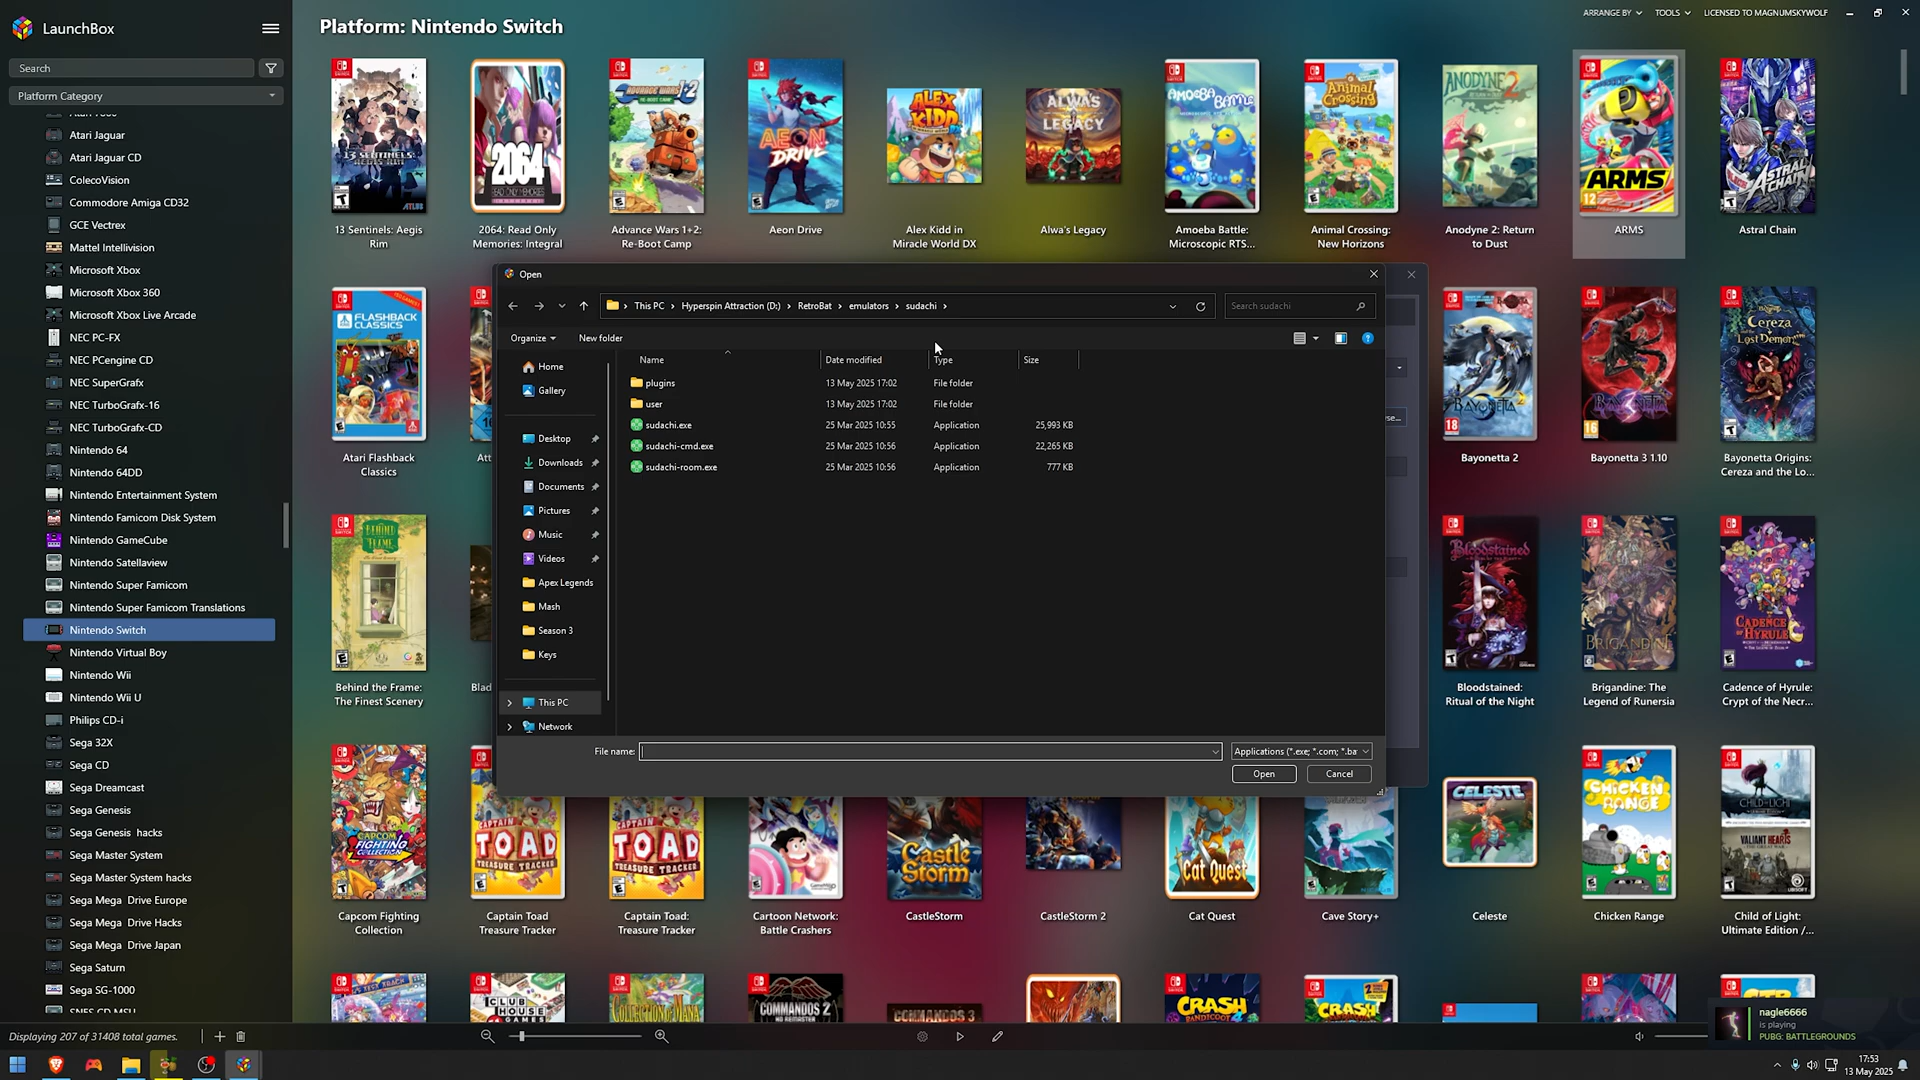 LaunchBox
Search
Platform Category
Atari Jaguar
Atari Jaguar CD
ColecoVision
Commodore Amiga CD32
GCE Vectrex
Mattel Intellivision
Microsoft Xbox
Microsoft Xbox 360
Microsoft Xbox Live Arcade
NEC PC-FX
NEC PCengine CD
NEC SuperGrafx
NEC TurboGrafx-16
NEC TurboGrafx-CD
Nintendo 64
Nintendo 64DD
Nintendo Entertainment System
Nintendo Famicom Disk System
Nintendo GameCube
Nintendo Satellaview
Nintendo Super Famicom
Nintendo Super Famicom Translations
Nintendo Switch
Nintendo Virtual Boy
Nintendo Wii
Nintendo Wii U
Philips CD-i
Sega 32X
Sega CD
Sega Dreamcast
Sega Genesis
Sega Genesis hacks
Sega Master System
Sega Master System hacks
Sega Mega Drive Europe
Sega Mega Drive Hacks
Sega Mega Drive Japan
Sega Saturn
Sega SG-1000
SNES CD MSU
Displaying 207 of 31408 total games.
Platform: Nintendo Switch
ARRANGE BY TOOLS LICENSED TO MAGNUMSKYWOLF
13 Sentinels: Aegis
Rim
2064: Read Only
Memories: Integral
Advance Wars 1+2:
Re-Boot Camp
Aeon Drive
Alex Kidd in
Miracle World DX
Alwa's Legacy
Amoeba Battle:
Microscopic RTS...
Animal Crossing:
New Horizons
Anodyne 2: Return
to Dust
ARMS
Astral Chain
Open
This PC > Hyperspin Attraction (D:) > RetroBat > emulators > sudachi >
Search sudachi
Organize New folder
Name Date modified Type Size
plugins 13 May 2025 17:02 File folder
user 13 May 2025 17:02 File folder
sudachi.exe 25 Mar 2025 10:55 Application 25,993 KB
sudachi-cmd.exe 25 Mar 2025 10:56 Application 22,265 KB
sudachi-room.exe 25 Mar 2025 10:56 Application 777 KB
Home
Gallery
Desktop
Downloads
Documents
Pictures
Music
Videos
Apex Legends
Mash
Season 3
Keys
This PC
Network
File name:
Applications (*.exe; *.com; *.ba
Open Cancel
Atari Flashback
Classics
Att
Bayonetta 2
Bayonetta 3 1.10
Bayonetta Origins:
Cereza and the Lo...
Behind the Frame:
The Finest Scenery
Blad
Bloodstained:
Ritual of the Night
Brigandine: The
Legend of Runersia
Cadence of Hyrule:
Crypt of the Necr...
Capcom Fighting
Collection
Captain Toad
Treasure Tracker
Captain Toad:
Treasure Tracker
Cartoon Network:
Battle Crashers
CastleStorm
CastleStorm 2
Cat Quest
Cave Story+
Celeste
Chicken Range
Child of Light:
Ultimate Edition /...
nagle6666
is playing
PUBG: BATTLEGROUNDS
17:53
13 May 2025